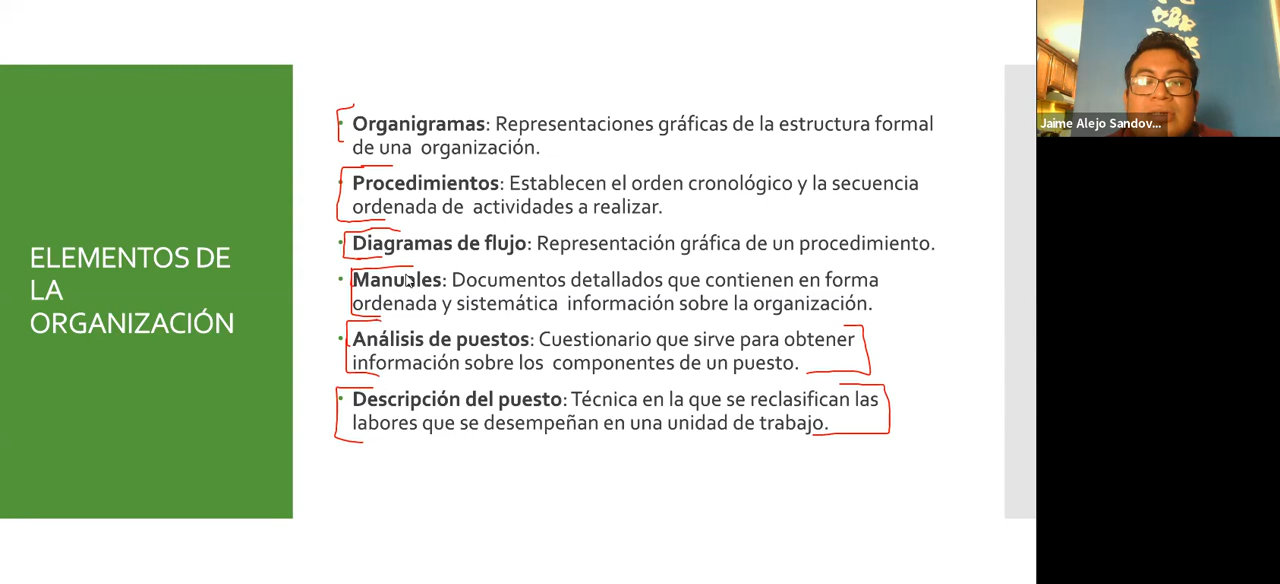 ELEMENTOS DE
LA
ORGANIZACIÓN
• Organigramas: Representaciones gráficas de la estructura formal
de una organización.
• Procedimientos: Establecen el orden cronológico y la secuencia
ordenada de actividades a realizar.
• Diagramas de flujo: Representación gráfica de un procedimiento.
• Manuales: Documentos detallados que contienen en forma
ordenada y sistemática información sobre la organización.
• Análisis de puestos: Cuestionario que sirve para obtener
información sobre los componentes de un puesto.
• Descripción del puesto: Técnica en la que se reclasifican las
labores que se desempeñan en una unidad de trabajo.
Jaime Alejo Sandov...